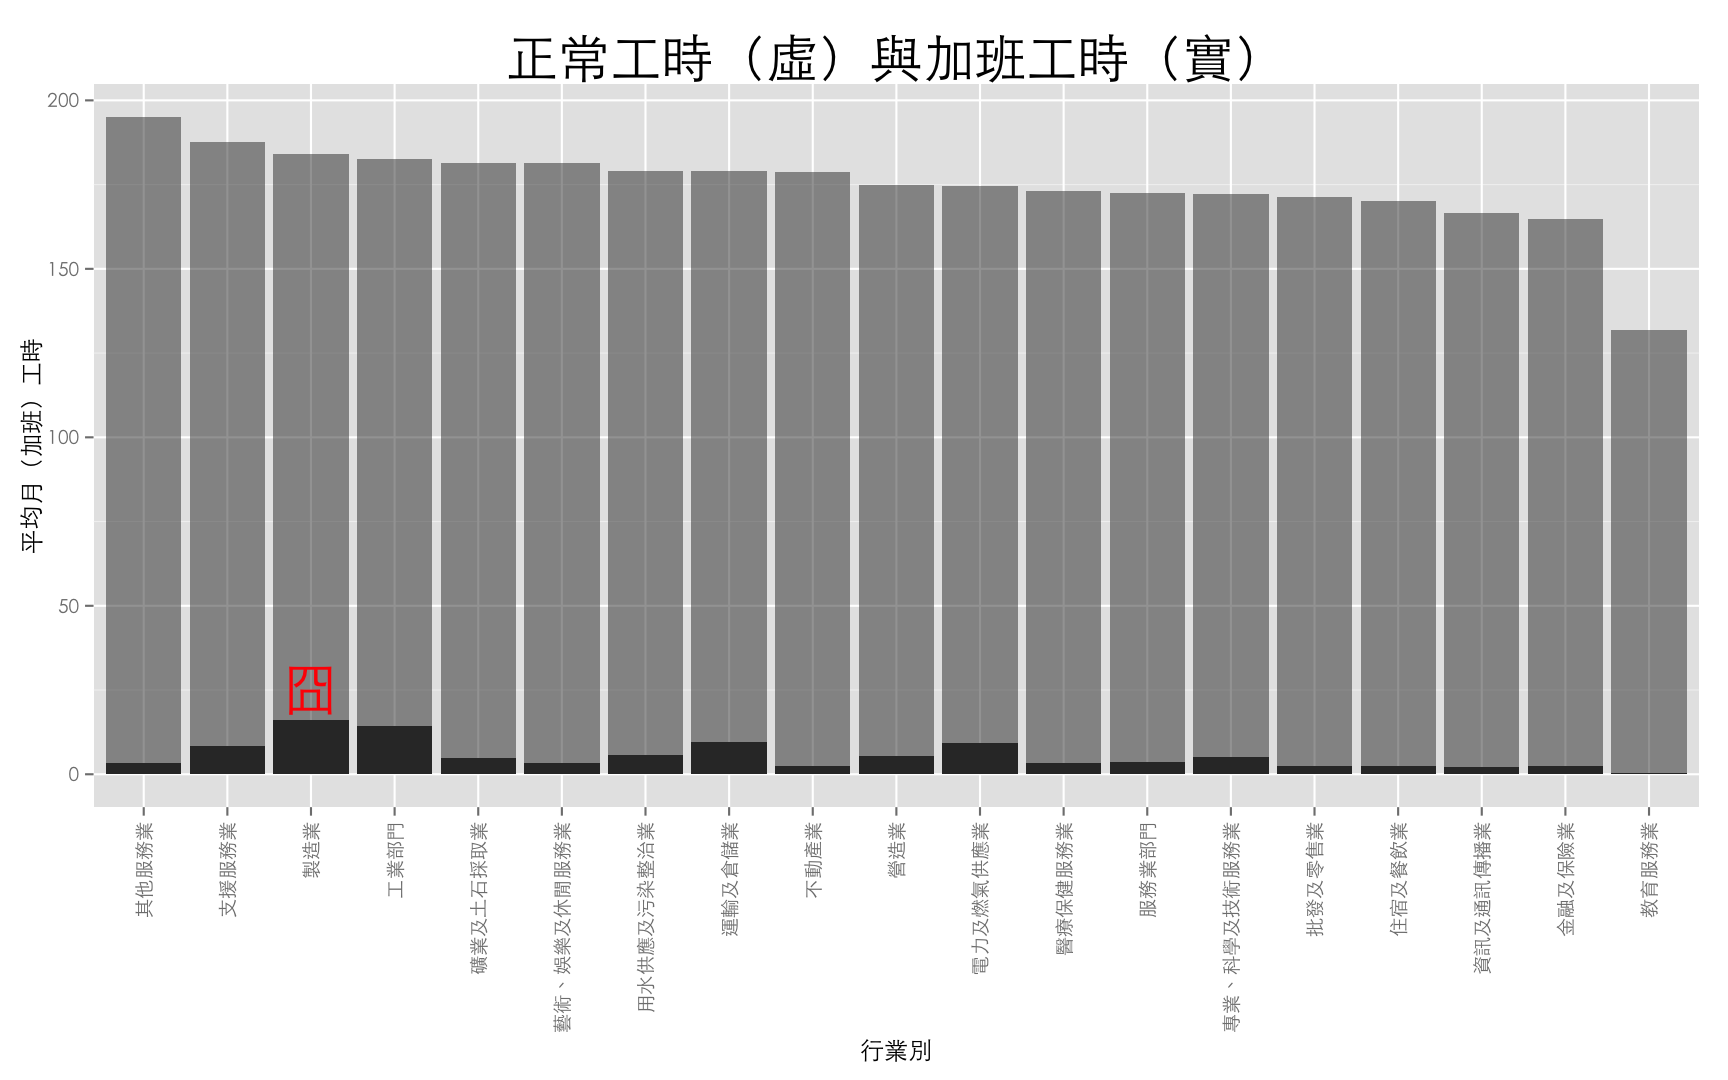 正常工時（虛）與加班工時（實）
平均月（加班）工時
200
150
100
50
0
囧
其他服務業
支援服務業
製造業
工業部門
礦業及土石採取業
藝術、娛樂及休閒服務業
用水供應及污染整治業
運輸及倉儲業
不動產業
營造業
電力及燃氣供應業
醫療保健服務業
服務業部門
專業、科學及技術服務業
批發及零售業
住宿及餐飲業
資訊及通訊傳播業
金融及保險業
教育服務業
行業別